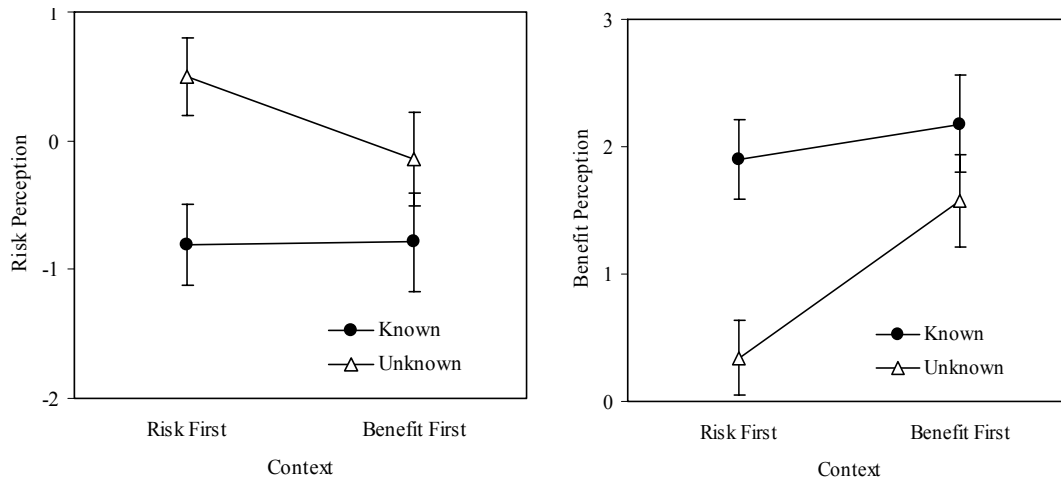 1
0
-1
-2
Risk Perception
Known
Unknown
Risk First
Benefit First
Context
3
2
1
0
Benefit Perception
Known
Unknown
Risk First
Benefit First
Context